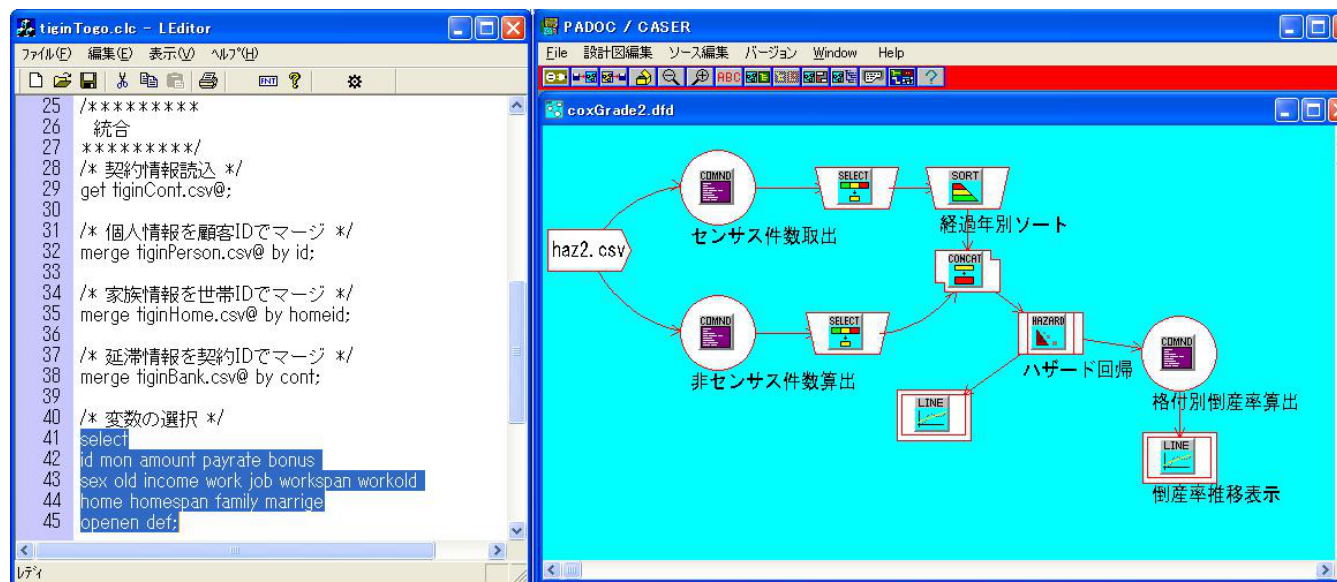 tiginTogo.clc - LEditor
ファイル(F) 編集(E) 表示(V) ヘルプ(H)
FNT
25 /*********
26 統合
27 *********/
28 /* 契約情報読込 */
29 get tiginCont.csv@;
30
31 /* 個人情報を顧客IDでマージ */
32 merge tiginPerson.csv@ by id;
33
34 /* 家族情報を世帯IDでマージ */
35 merge tiginHome.csv@ by homeid;
36
37 /* 延滞情報を契約IDでマージ */
38 merge tiginBank.csv@ by cont;
39
40 /* 変数の選択 */
41 select
42 id mon amount payrate bonus
43 sex old income work job workspan workold
44 home homespan family marrige
45 openen def;
レディ
PADOC / CASER
File 設計図編集 ソース編集 バージョン Window Help
ABC
coxGrade2.dfd
COMND
SELECT
SORT
センサス件数取出
経過年別ソート
haz2.csv
CONCAT
COMND
SELECT
HAZARD
COMND
非センサス件数算出
ハザード回帰
LINE
格付別倒産率算出
LINE
倒産率推移表示